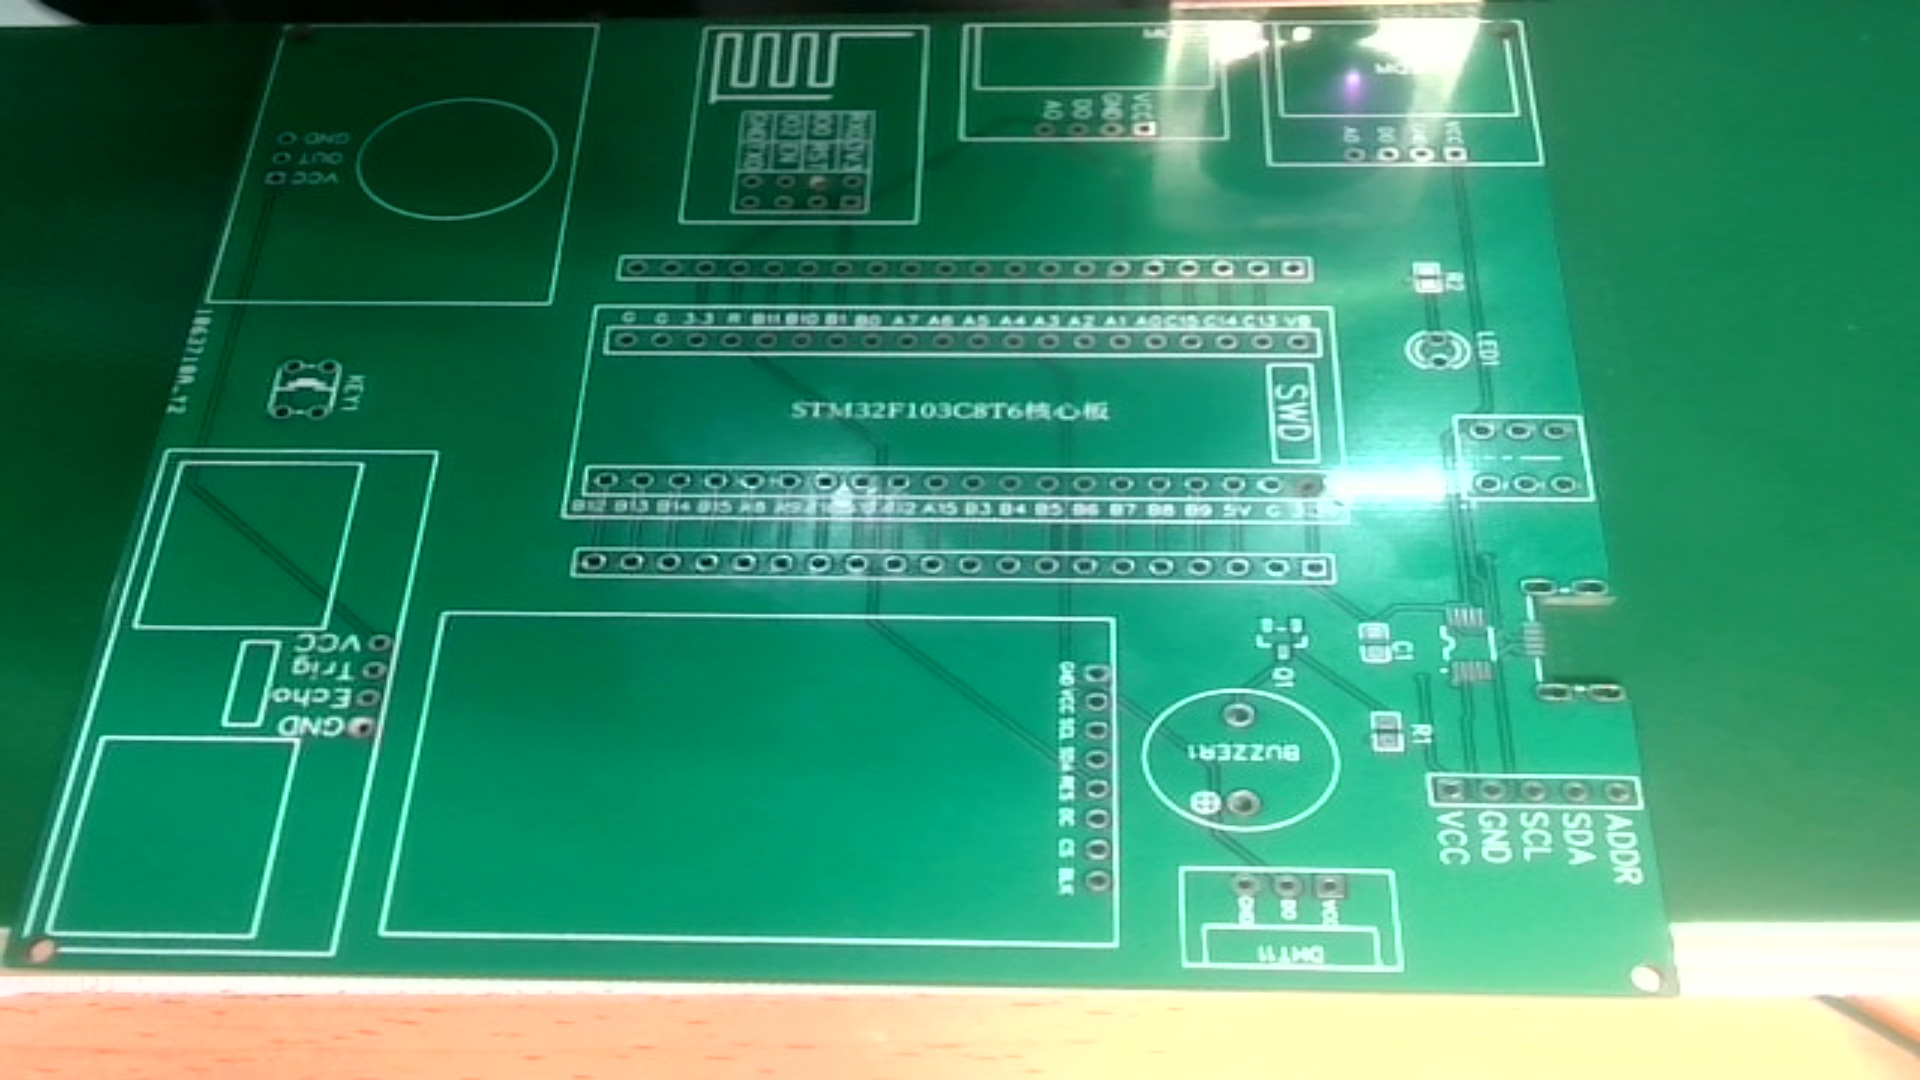 GND
OUT
VCC
AO
DO
GND
VCC
AO
DO
VCC
G G 3.3 R B11 B10 B1 B0 A7 A6 A5 A4 A3 A2 A1 A0 C15 C14 C13 VB
STM32F103C8T6核心板
SWD
B12 B13 B14 B15 A8 A9 A15 B3 B4 B5 B6 B7 B8 B9 5V G
R2
LED1
KEY1
VCC
Trig
Echo
GND
GND
VCC
SCL
SDA
RES
DC
CS
BLK
Q1
C1
R1
BUZZER1
VCC
GND
SCL
SDA
ADDR
GND
DO
VCC
DHT11